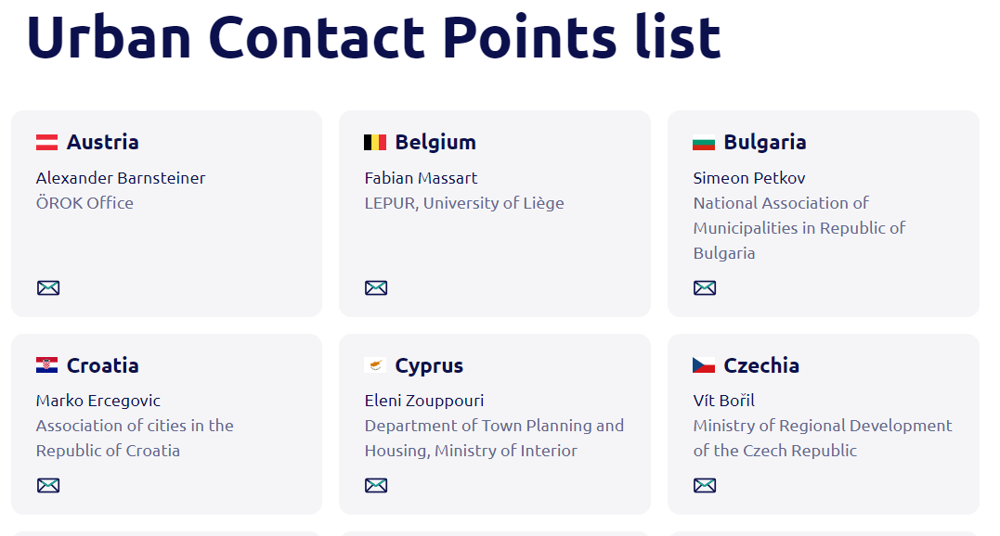 Urban Contact Points list
Austria
Alexander Barnsteiner
ÖROK Office
Belgium
Fabian Massart
LEPUR, University of Liège
Bulgaria
Simeon Petkov
National Association of
Municipalities in Republic of
Bulgaria
Croatia
Marko Ercegovic
Association of cities in the
Republic of Croatia
Cyprus
Eleni Zouppouri
Department of Town Planning and
Housing, Ministry of Interior
Czechia
Vít Bořil
Ministry of Regional Development
of the Czech Republic